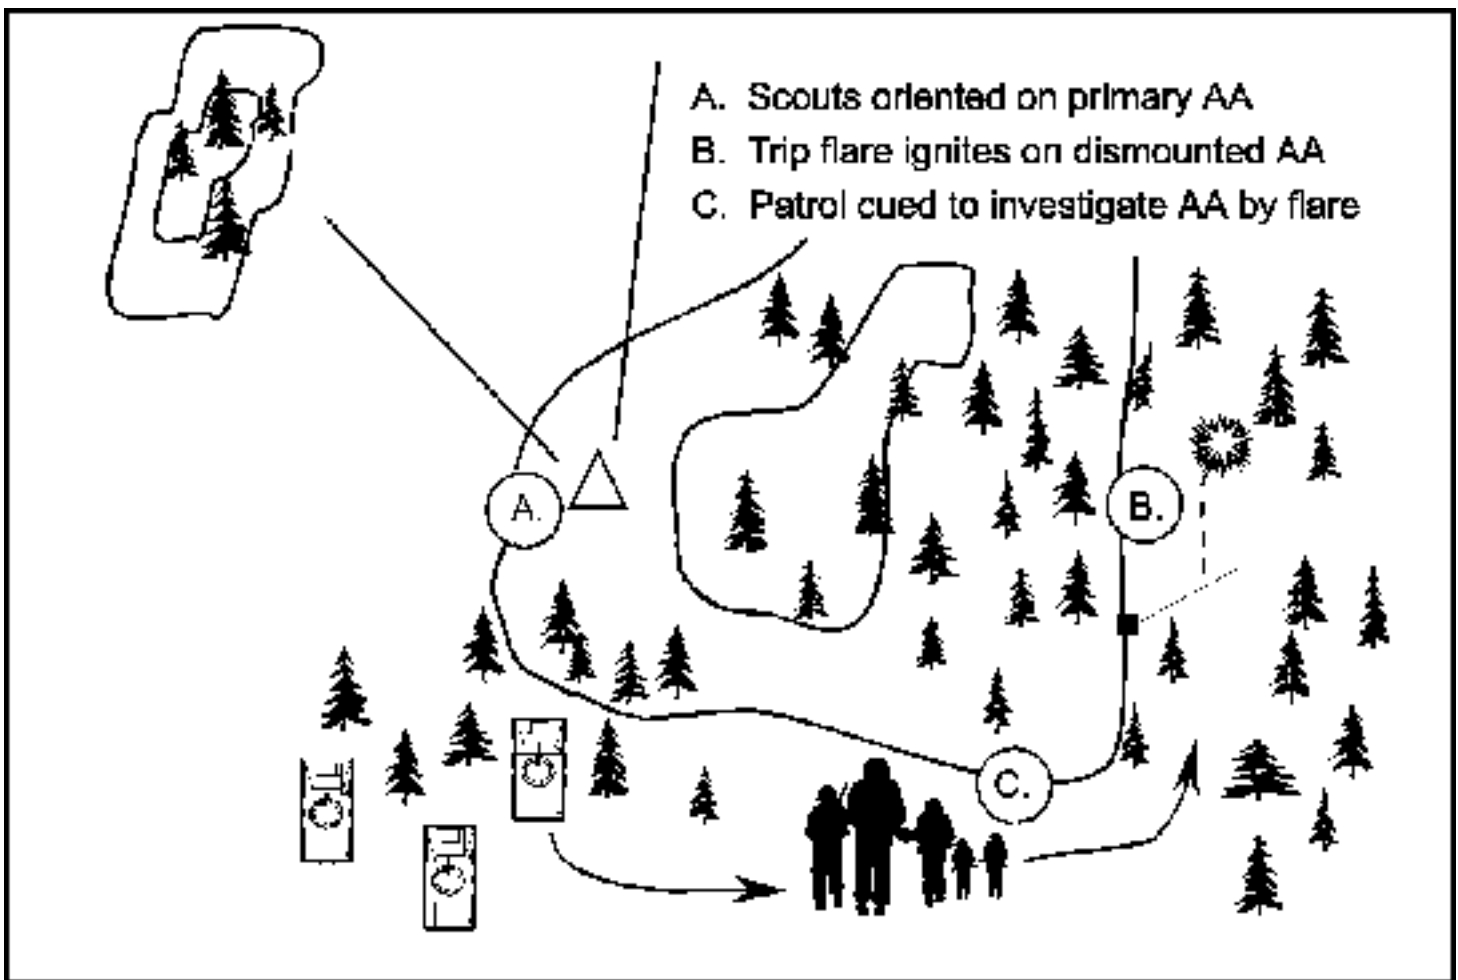 A. Scouts oriented on primary AA
B. Trip flare ignites on dismounted AA
C. Patrol cued to investigate AA by flare
A.
B.
C.